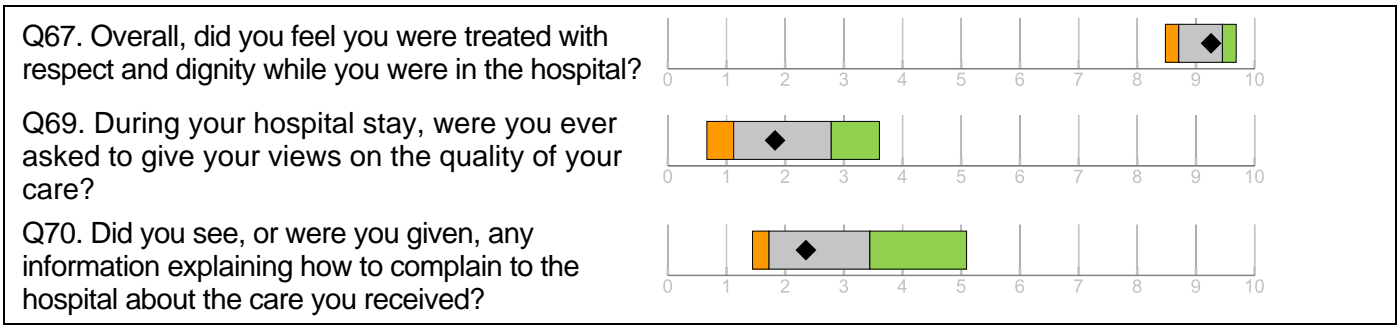 Q67. Overall, did you feel you were treated with
respect and dignity while you were in the hospital?
0 1 2 3 4 5 6 7 8 9 10
Q69. During your hospital stay, were you ever
asked to give your views on the quality of your
care?
0 1 2 3 4 5 6 7 8 9 10
Q70. Did you see, or were you given, any
information explaining how to complain to the
hospital about the care you received?
0 1 2 3 4 5 6 7 8 9 10